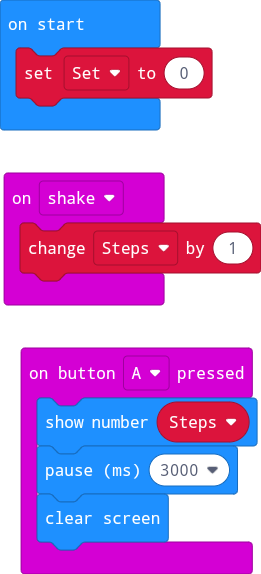 on start
set Set to 0
on shake
change Steps by 1
on button A pressed
show number Steps
pause (ms) 3000
clear screen